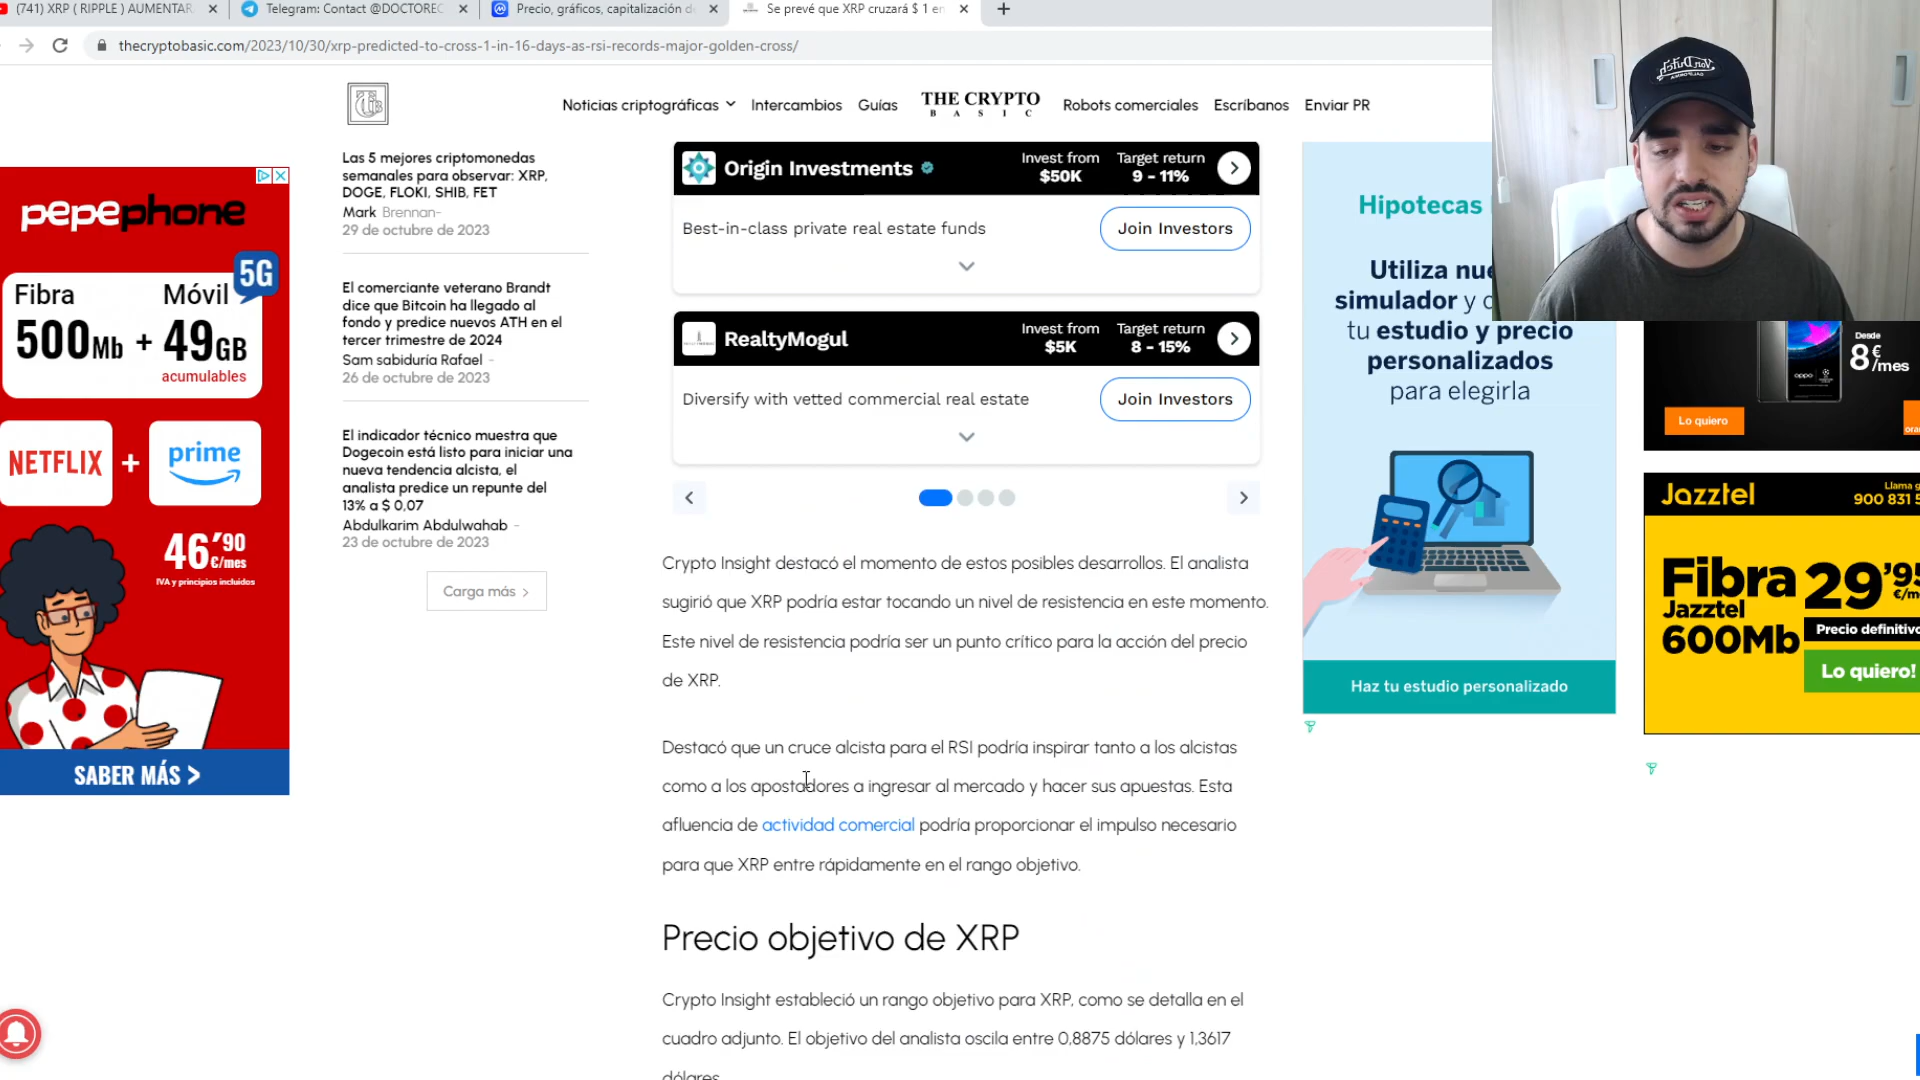 (741) XRP ( RIPPLE ) AUMENTAR
Telegram: Contact @DOCTOREC
Precio, gráficos, capitalización d
Se prevé que XRP cruzará $ 1 en
thecryptobasic.com/2023/10/30/xrp-predicted-to-cross-1-in-16-days-as-rsi-records-major-golden-cross/
Noticias criptográficas
Intercambios
Guías
THE CRYPTO
BASIC
Robots comerciales
Escríbanos
Enviar PR
pepephone
5G
Fibra Móvil
500Mb + 49GB
acumulables
NETFLIX + prime
46'90
€/mes
IVA y principios incluidos
SABER MÁS >
Las 5 mejores criptomonedas
semanales para observar: XRP,
DOGE, FLOKI, SHIB, FET
Mark Brennan-
29 de octubre de 2023
El comerciante veterano Brandt
dice que Bitcoin ha llegado al
fondo y predice nuevos ATH en el
tercer trimestre de 2024
Sam sabiduría Rafael -
26 de octubre de 2023
El indicador técnico muestra que
Dogecoin está listo para iniciar una
nueva tendencia alcista, el
analista predice un repunte del
13% a $ 0,07
Abdulkarim Abdulwahab -
23 de octubre de 2023
Carga más >
Origin Investments
Invest from
$50K
Target return
9 - 11%
Best-in-class private real estate funds
Join Investors
RealtyMogul
Invest from
$5K
Target return
8 - 15%
Diversify with vetted commercial real estate
Join Investors
Crypto Insight destacó el momento de estos posibles desarrollos. El analista
sugirió que XRP podría estar tocando un nivel de resistencia en este momento.
Este nivel de resistencia podría ser un punto crítico para la acción del precio
de XRP.
Destacó que un cruce alcista para el RSI podría inspirar tanto a los alcistas
como a los apostadores a ingresar al mercado y hacer sus apuestas. Esta
afluencia de actividad comercial podría proporcionar el impulso necesario
para que XRP entre rápidamente en el rango objetivo.
Precio objetivo de XRP
Crypto Insight estableció un rango objetivo para XRP, como se detalla en el
cuadro adjunto. El objetivo del analista oscila entre 0,8875 dólares y 1,3617
dólares
Hipotecas
Utiliza nue
simulador y
tu estudio y precio
personalizados
para elegirla
Haz tu estudio personalizado
Desde
8€/mes
oppo
Lo quiero
Jazztel
Llama g
900 831 5
Fibra
Jazztel
600Mb
29'95
€/m
Precio definitivo
Lo quiero!